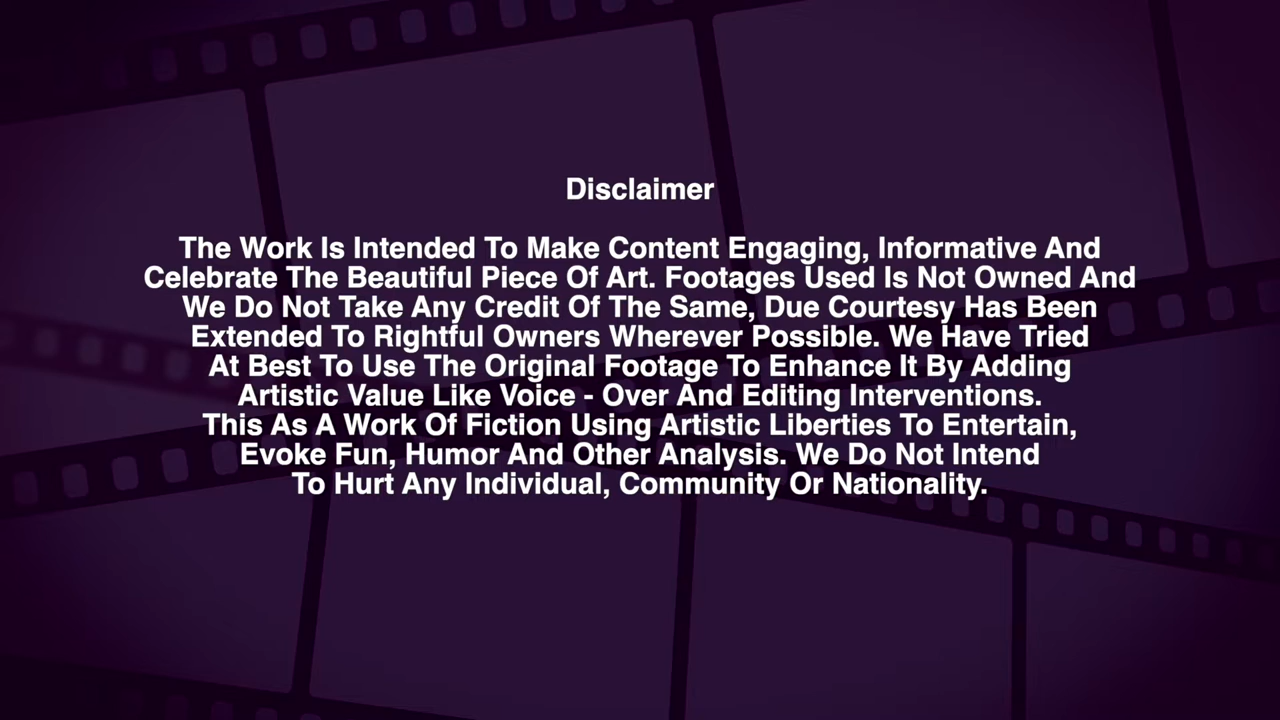 Disclaimer
The Work Is Intended To Make Content Engaging, Informative And
Celebrate The Beautiful Piece Of Art. Footages Used Is Not Owned And
We Do Not Take Any Credit Of The Same, Due Courtesy Has Been
Extended To Rightful Owners Wherever Possible. We Have Tried
At Best To Use The Original Footage To Enhance It By Adding
Artistic Value Like Voice - Over And Editing Interventions.
This As A Work Of Fiction Using Artistic Liberties To Entertain,
Evoke Fun, Humor And Other Analysis. We Do Not Intend
To Hurt Any Individual, Community Or Nationality.